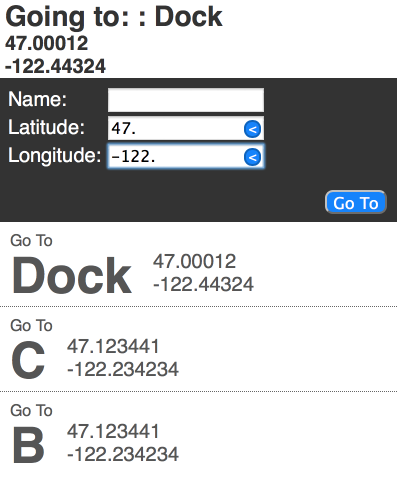 Going to: : Dock
47.00012
-122.44324
Name:
Latitude: 47. <
Longitude: -122. <
Go To
Go To
Dock 47.00012
-122.44324
Go To
C 47.123441
-122.234234
Go To
B 47.123441
-122.234234